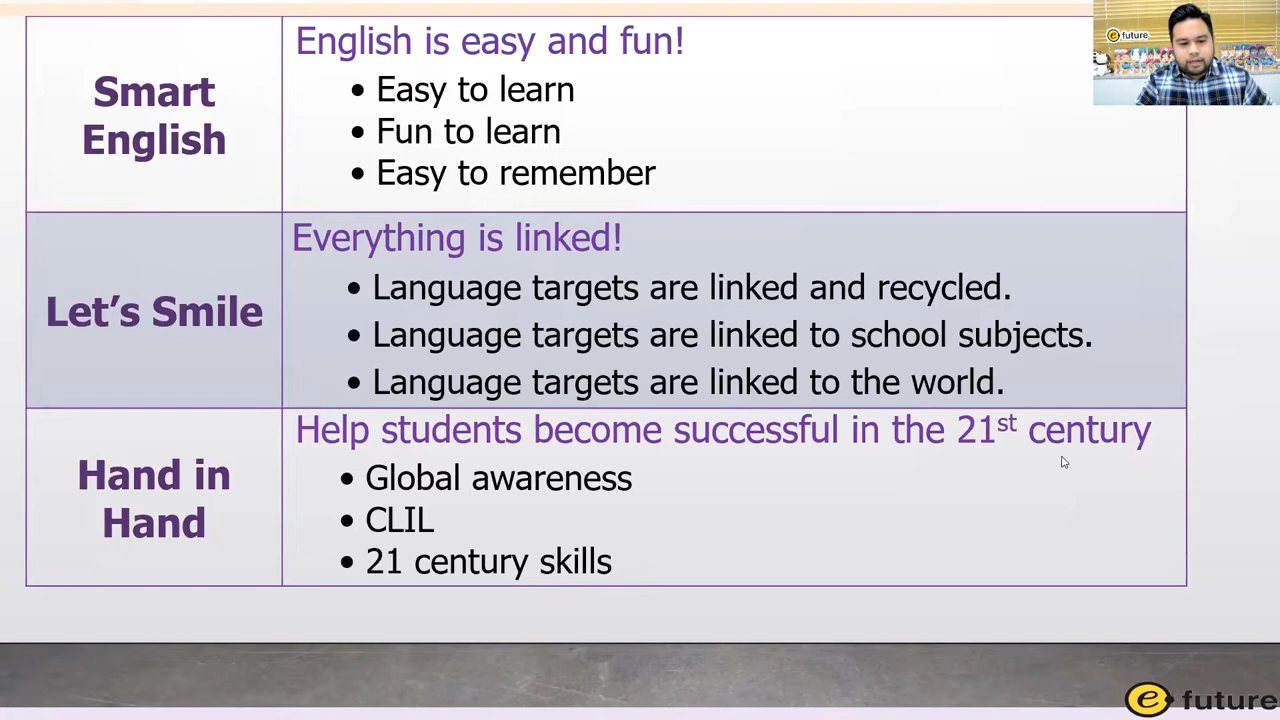 English is easy and fun!
Smart
English
• Easy to learn
• Fun to learn
• Easy to remember
Let's Smile
Everything is linked!
• Language targets are linked and recycled.
• Language targets are linked to school subjects.
• Language targets are linked to the world.
Hand in
Hand
Help students become successful in the 21st century
• Global awareness
• CLIL
• 21 century skills
e future
e future